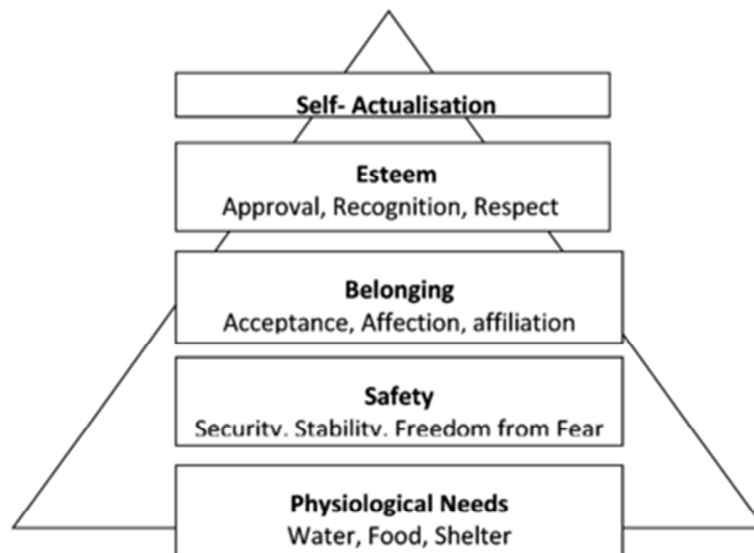 Self- Actualisation
Esteem
Approval, Recognition, Respect
Belonging
Acceptance, Affection, affiliation
Safety
Security, Stability, Freedom from Fear
Physiological Needs
Water, Food, Shelter